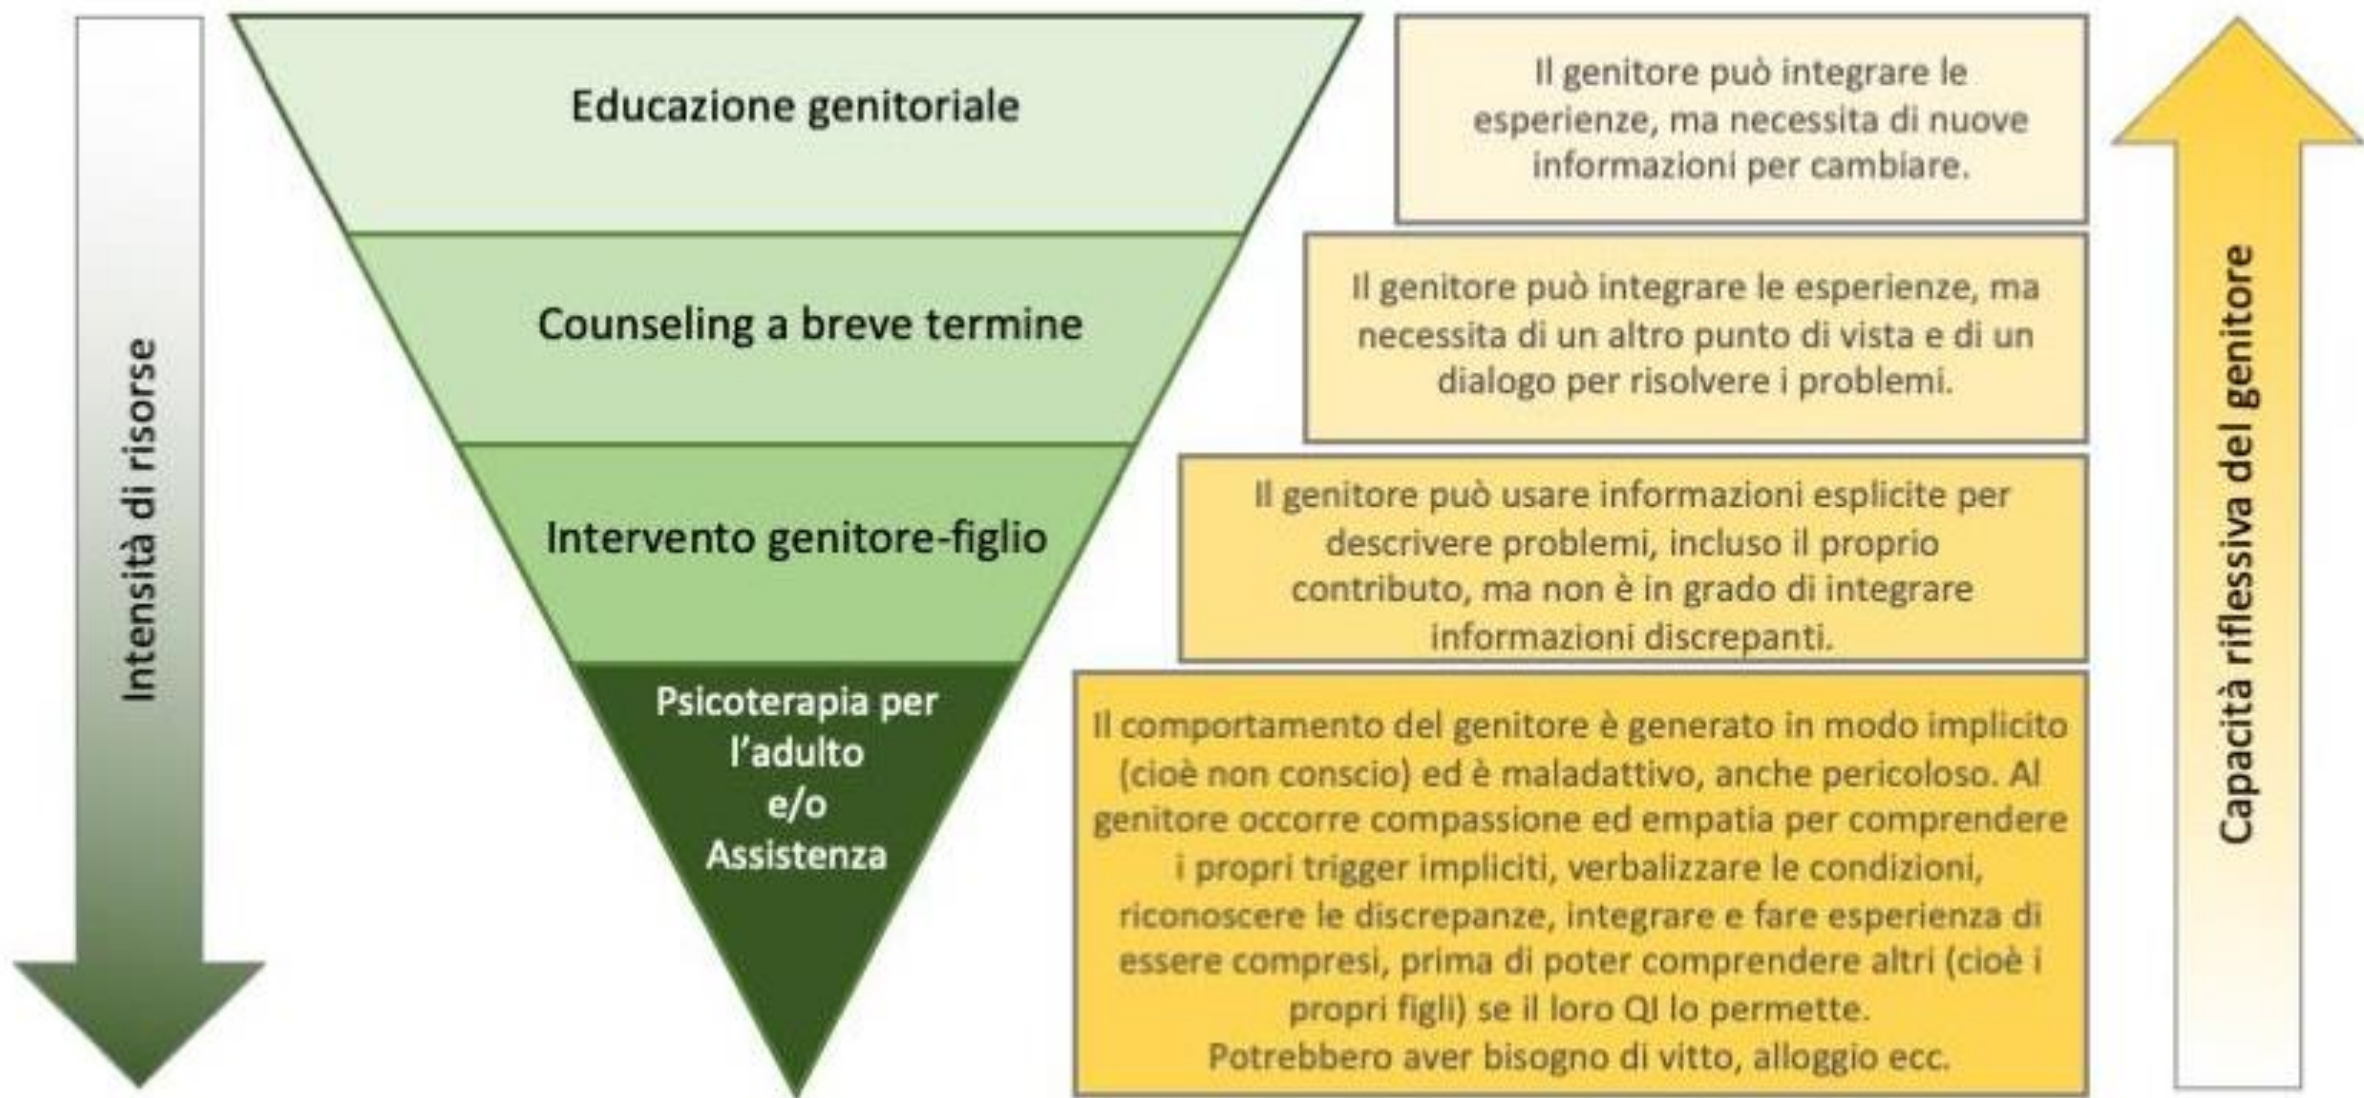 Intensità di risorse
Educazione genitoriale
Il genitore può integrare le
esperienze, ma necessita di nuove
informazioni per cambiare.
Counseling a breve termine
Il genitore può integrare le esperienze, ma
necessita di un altro punto di vista e di un
dialogo per risolvere i problemi.
Intervento genitore-figlio
Il genitore può usare informazioni esplicite per
descrivere problemi, incluso il proprio
contributo, ma non è in grado di integrare
informazioni discrepanti.
Psicoterapia per
l’adulto
e/o
Assistenza
Il comportamento del genitore è generato in modo implicito
(cioè non conscio) ed è maladattivo, anche pericoloso. Al
genitore occorre compassione ed empatia per comprendere
i propri trigger impliciti, verbalizzare le condizioni,
riconoscere le discrepanze, integrare e fare esperienza di
essere compresi, prima di poter comprendere altri (cioè i
propri figli) se il loro QI lo permette.
Potrebbero aver bisogno di vitto, alloggio ecc.
Capacità riflessiva del genitore